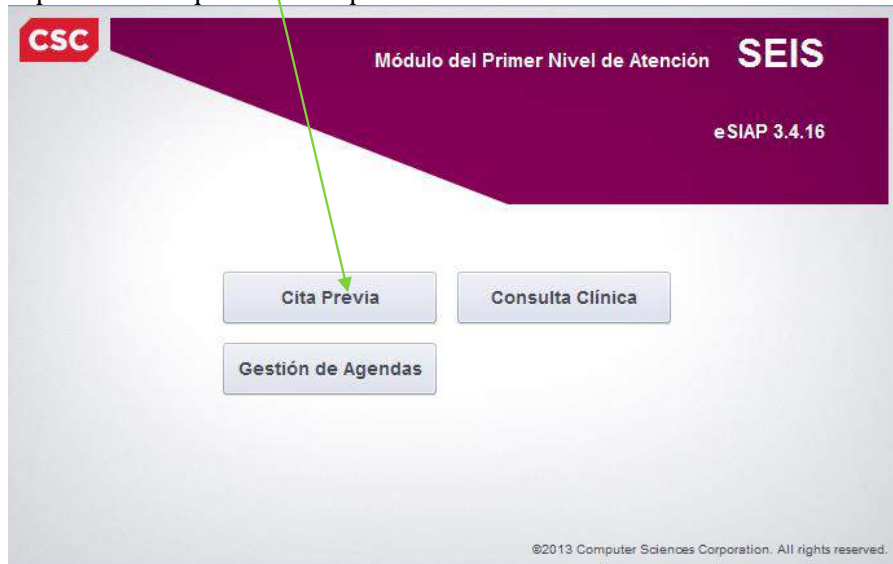 CSC
Módulo del Primer Nivel de Atención SEIS
eSIAP 3.4.16
Cita Previa
Consulta Clínica
Gestión de Agendas
©2013 Computer Sciences Corporation. All rights reserved.